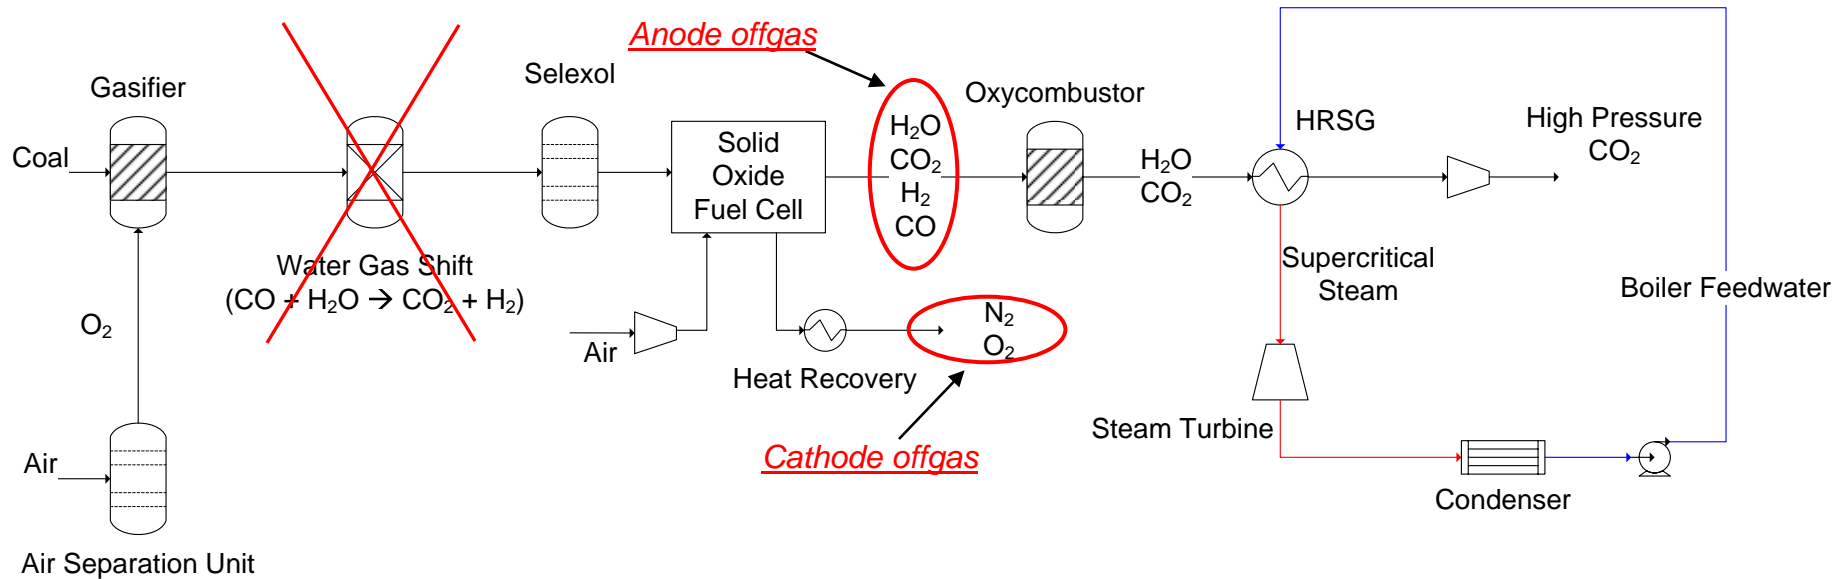 Gasifier
Coal
O₂
Air
Air Separation Unit
Water Gas Shift
(CO + H₂O → CO₂ + H₂)
Selexol
Solid
Oxide
Fuel Cell
Air
Heat Recovery
Anode offgas
H₂O
CO₂
H₂
CO
N₂
O₂
Cathode offgas
Oxycombustor
H₂O
CO₂
HRSG
High Pressure
CO₂
Supercritical
Steam
Boiler Feedwater
Steam Turbine
Condenser